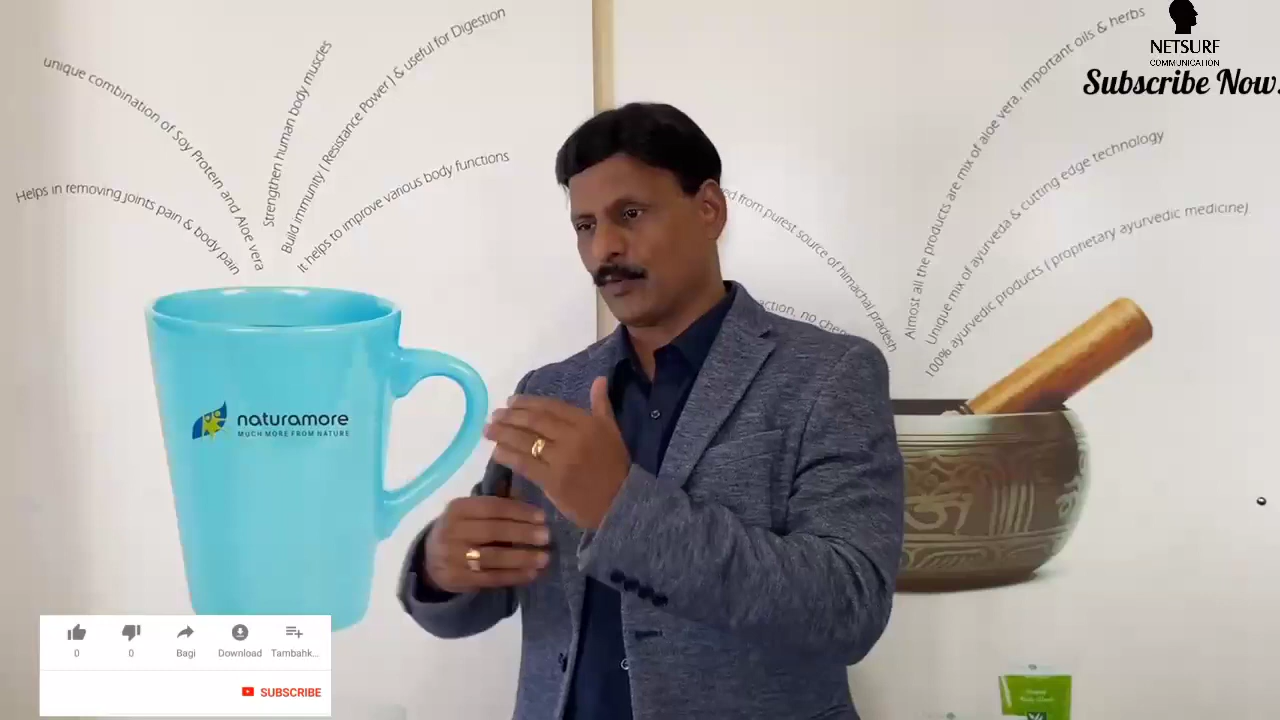 NETSURF
COMMUNICATION
Subscribe Now.
unique combination of Soy Protein and Aloe vera
Strengthen human body muscles
Build immunity ( Resistance Power ) & useful for Digestion
It helps to improve various body functions
Helps in removing joints pain & body pain
from purest source of himachal pradesh
action, no
Almost all the products are mix of aloe vera, important oils & herbs
Unique mix of ayurveda & cutting edge technology
100% ayurvedic products ( proprietary ayurvedic medicine)
naturamore
MUCH MORE FROM NATURE
0 0 Bagi Download Tambahk...
SUBSCRIBE